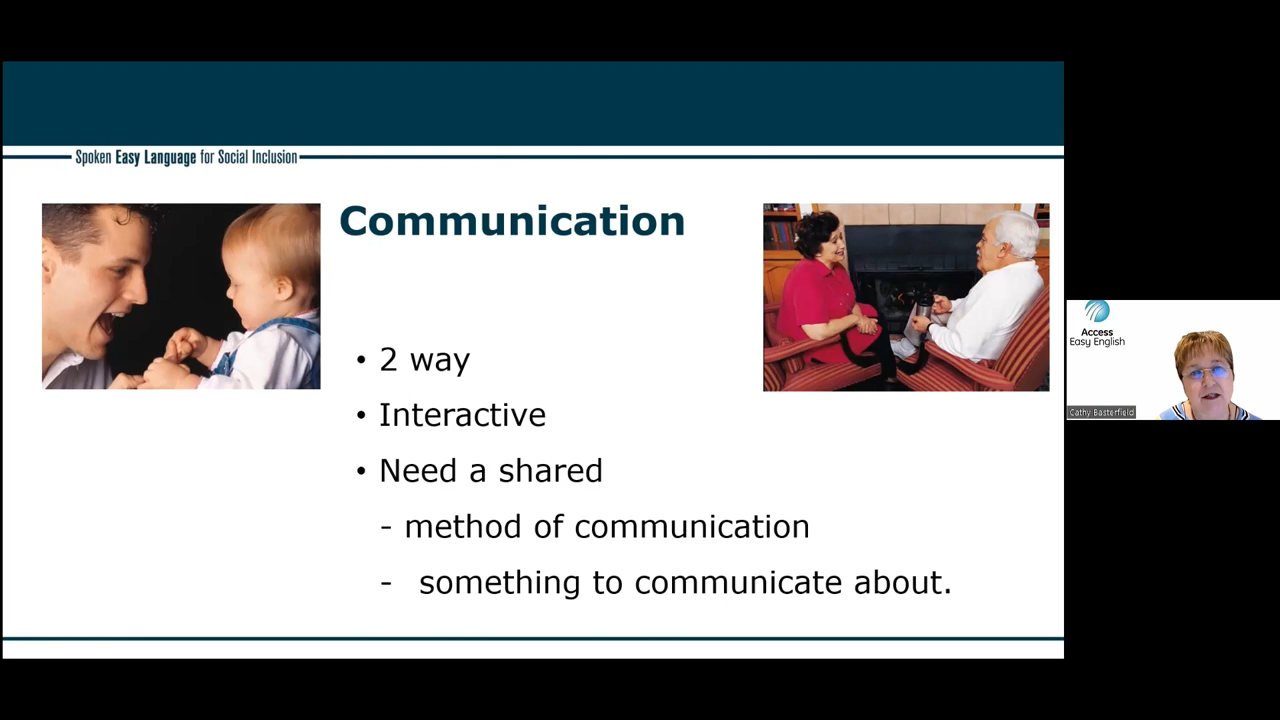 Spoken Easy Language for Social Inclusion
Communication
• 2 way
• Interactive
• Need a shared
- method of communication
- something to communicate about.
Access
Easy English
Cathy Basterfield